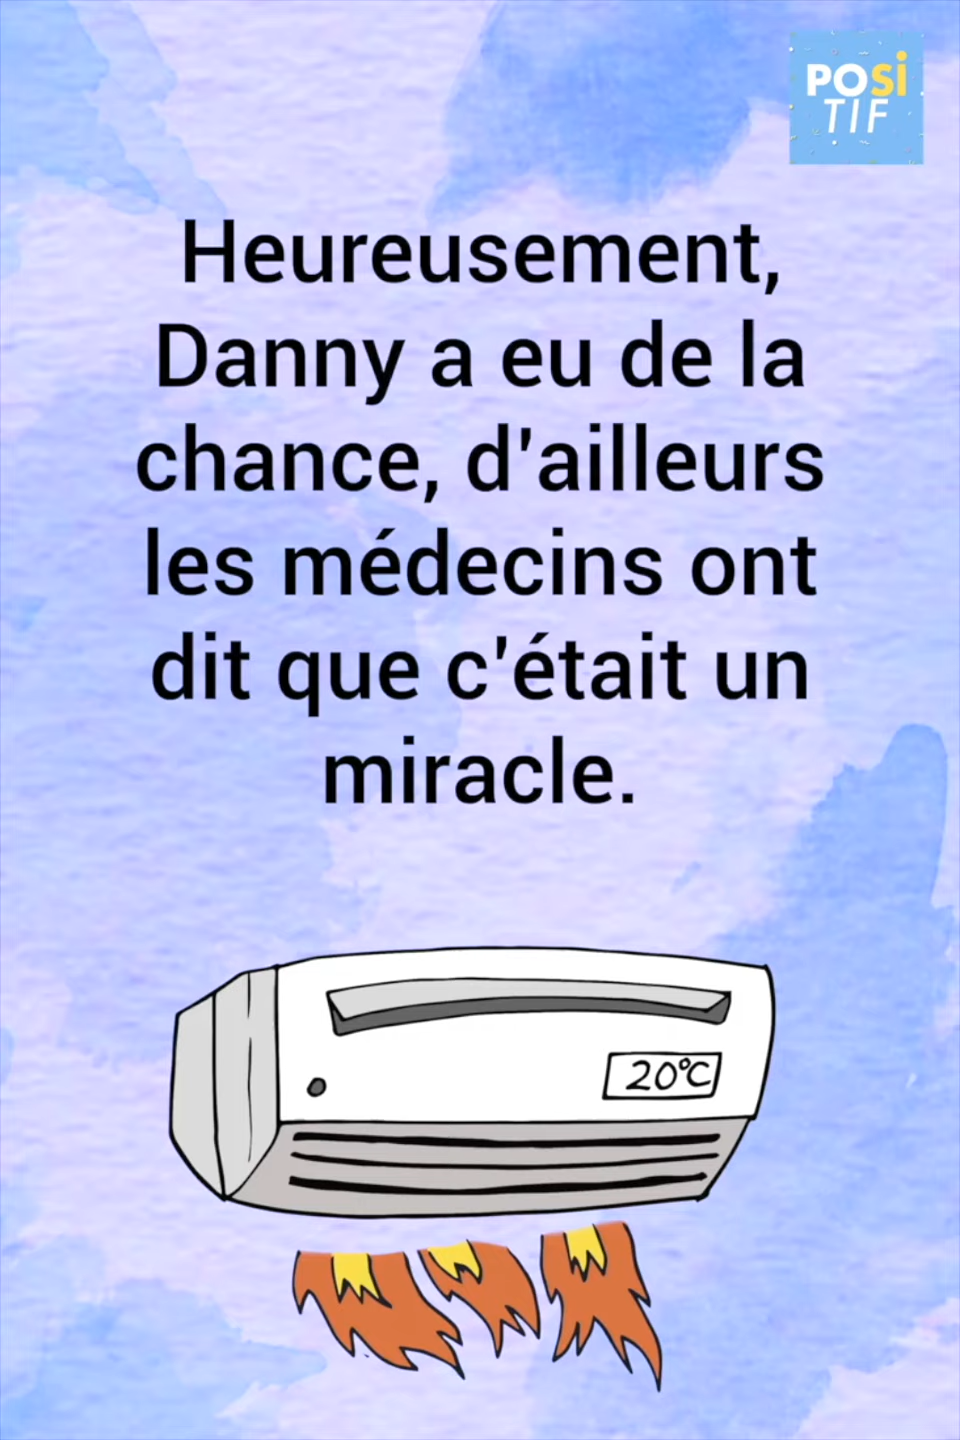 POSİ
TIF
Heureusement,
Danny a eu de la
chance, d'ailleurs
les médecins ont
dit que c'était un
miracle.
20°C